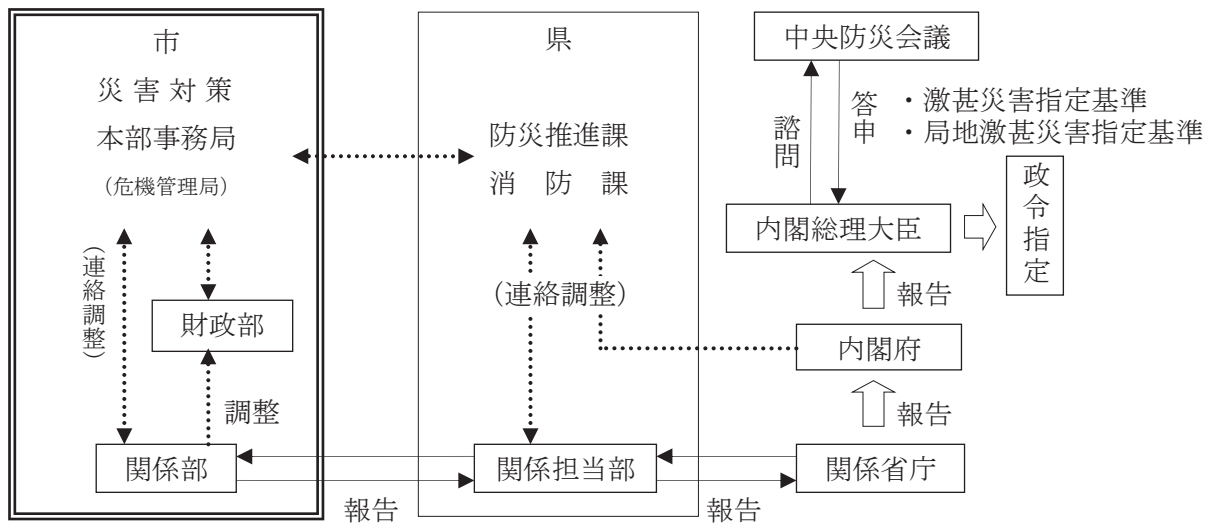 市
災害対策
本部事務局
(危機管理局)
(連絡調整)
財政部
調整
関係部
報告
県
防災推進課
消防課
(連絡調整)
関係担当部
報告
中央防災会議
諮問
答申
・激甚災害指定基準
・局地激甚災害指定基準
内閣総理大臣
政令指定
報告
内閣府
報告
関係省庁